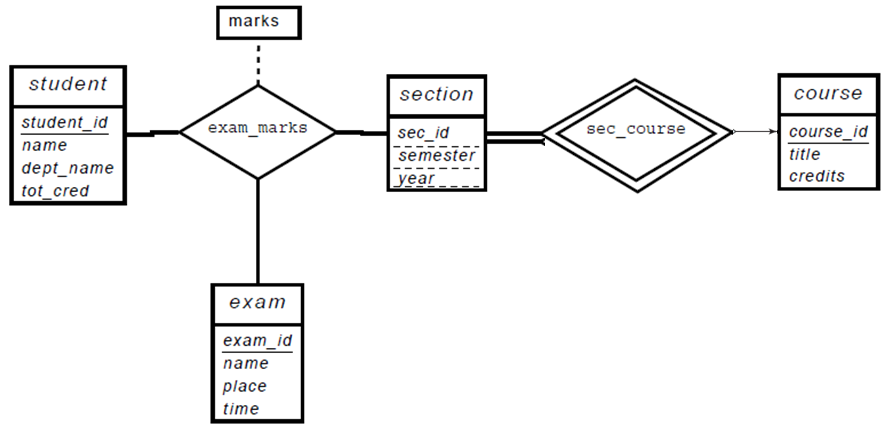 marks
student
student_id
name
dept_name
tot_cred
exam_marks
section
sec_id
semester
year
sec_course
course
course_id
title
credits
exam
exam_id
name
place
time